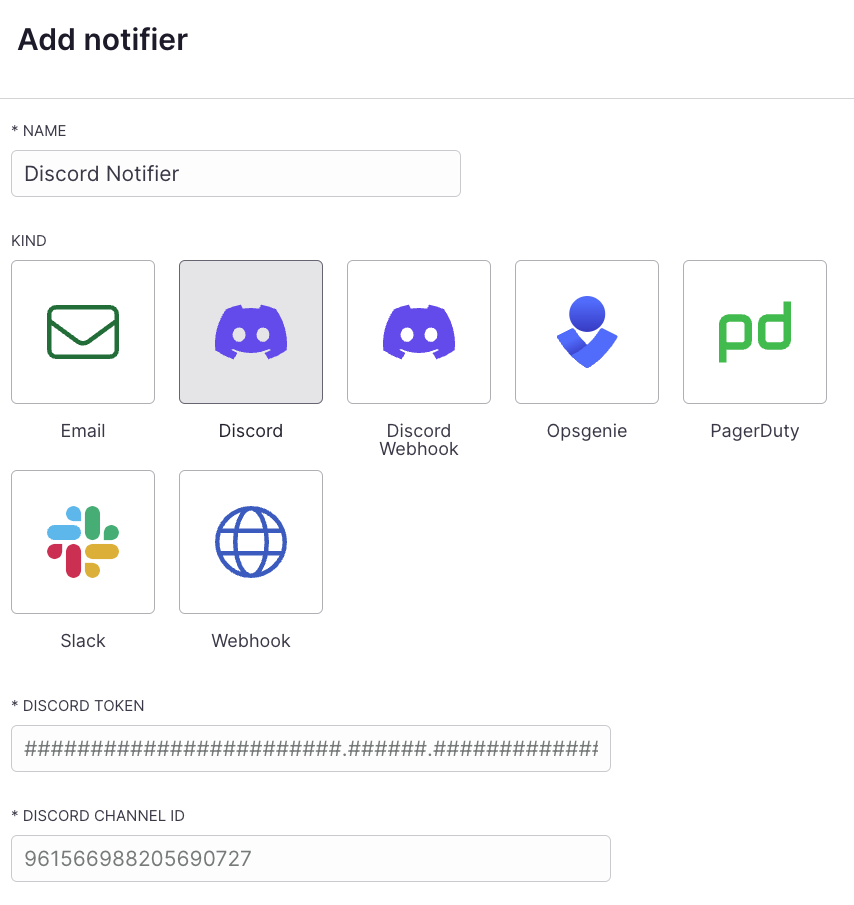 Add notifier
* NAME
Discord Notifier
KIND
Email
Discord
Discord
Webhook
Opsgenie
pd
PagerDuty
Slack
Webhook
* DISCORD TOKEN
########################.######.#############
* DISCORD CHANNEL ID
961566988205690727